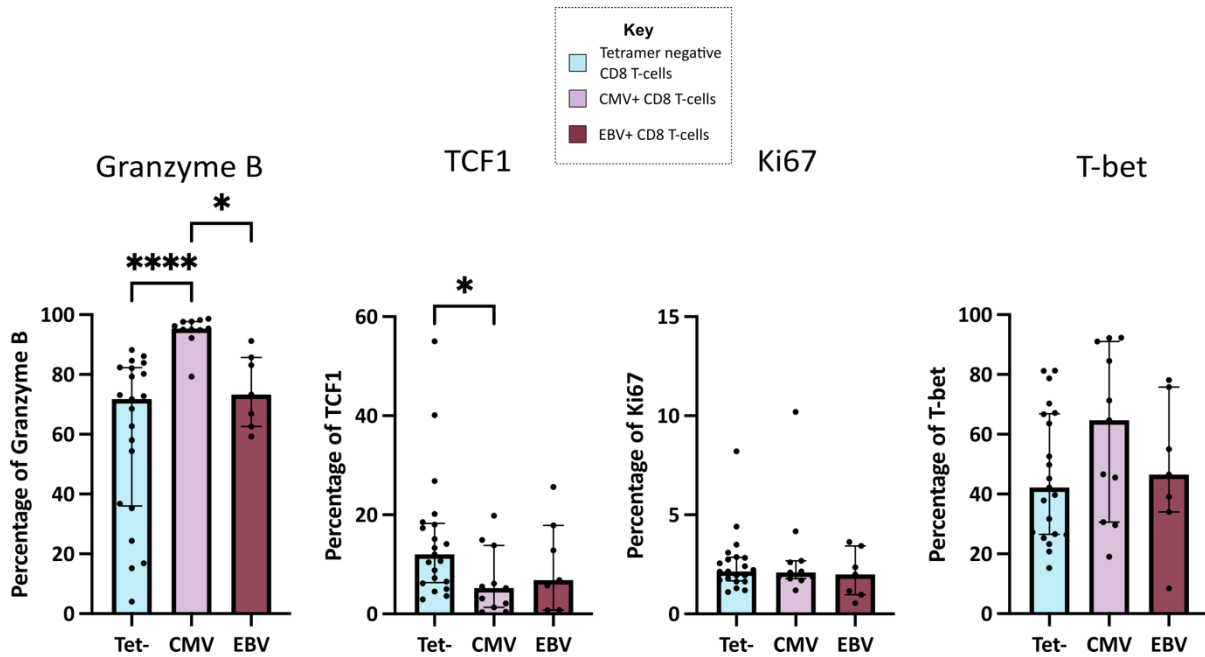 Key
Tetramer negative
CD8 T-cells
CMV+ CD8 T-cells
EBV+ CD8 T-cells
Granzyme B
TCF1
Ki67
T-bet
*
****
*
Percentage of Granzyme B
100
80
60
40
20
0
Tet-
CMV
EBV
Percentage of TCF1
60
40
20
0
Tet-
CMV
EBV
Percentage of Ki67
15
10
5
0
Tet-
CMV
EBV
Percentage of T-bet
100
80
60
40
20
0
Tet-
CMV
EBV